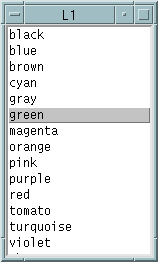 L1
black
blue
brown
cyan
gray
green
magenta
orange
pink
purple
red
tomato
turquoise
violet